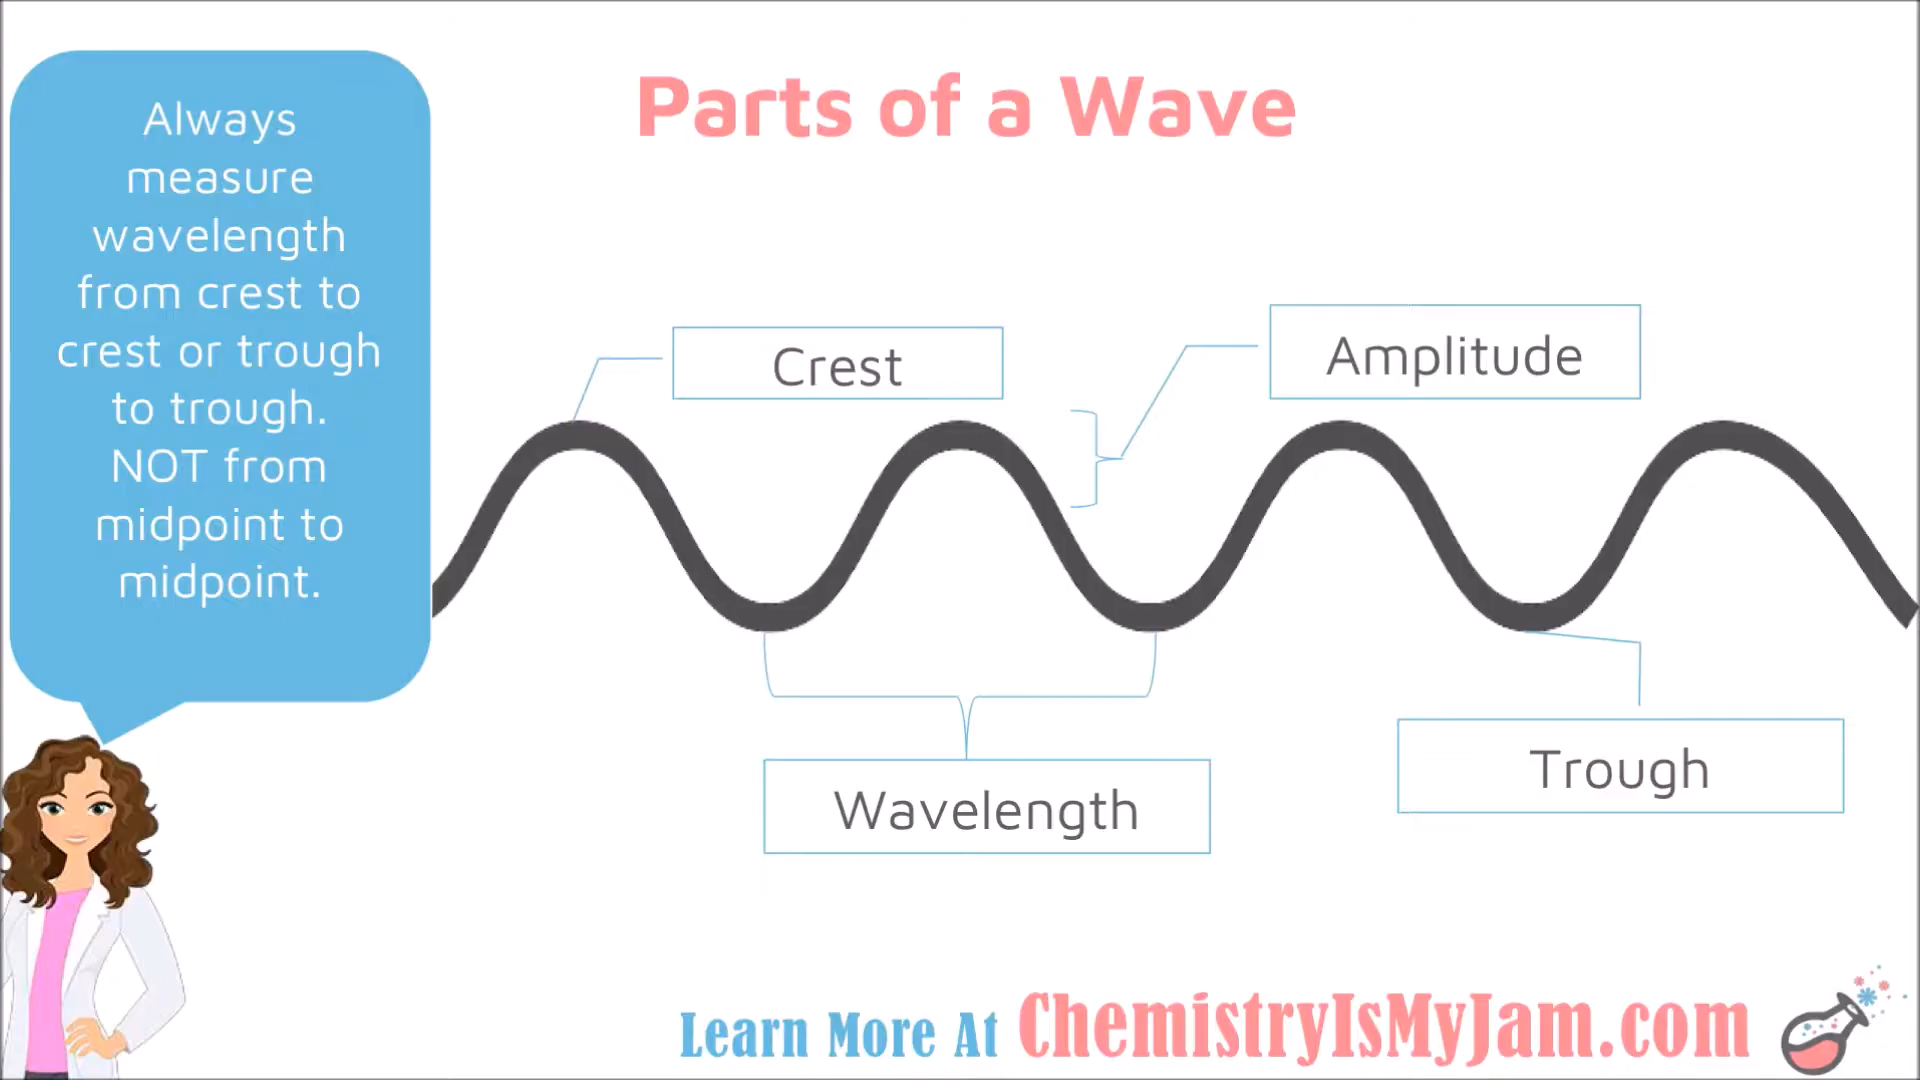 Parts of a Wave
Always
measure
wavelength
from crest to
crest or trough
to trough.
NOT from
midpoint to
midpoint.
Crest
Amplitude
Wavelength
Trough
Learn More At ChemistryIsMyJam.com